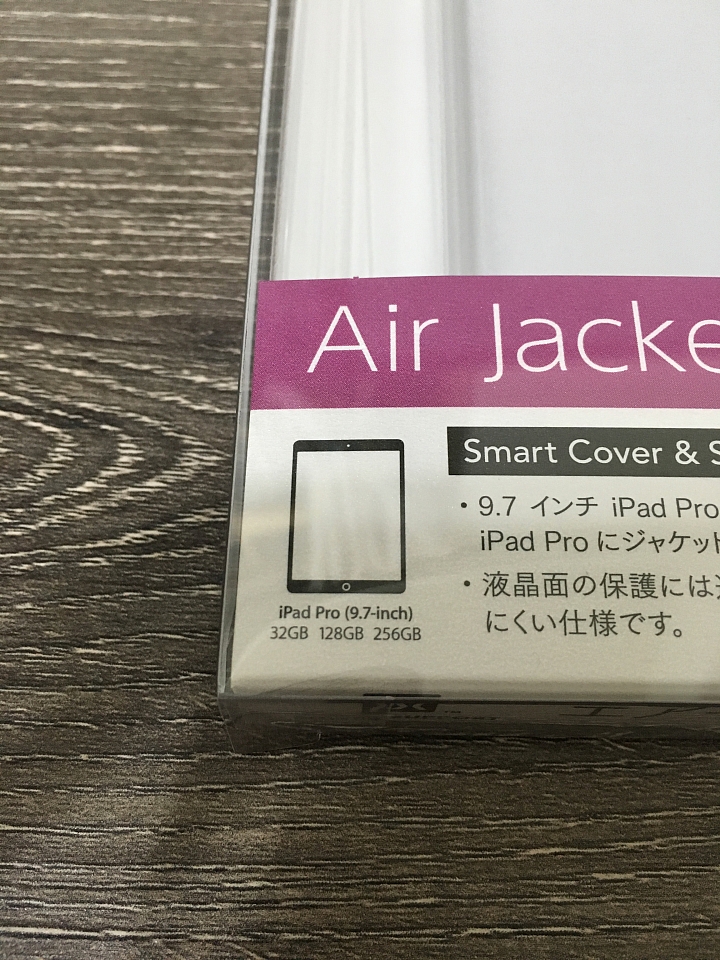 Air Jacke
Smart Cover & S
・9.7 インチ iPad Pro
iPad Pro にジャケット
・液晶面の保護には
にくい仕様です。
iPad Pro (9.7-inch)
32GB 128GB 256GB